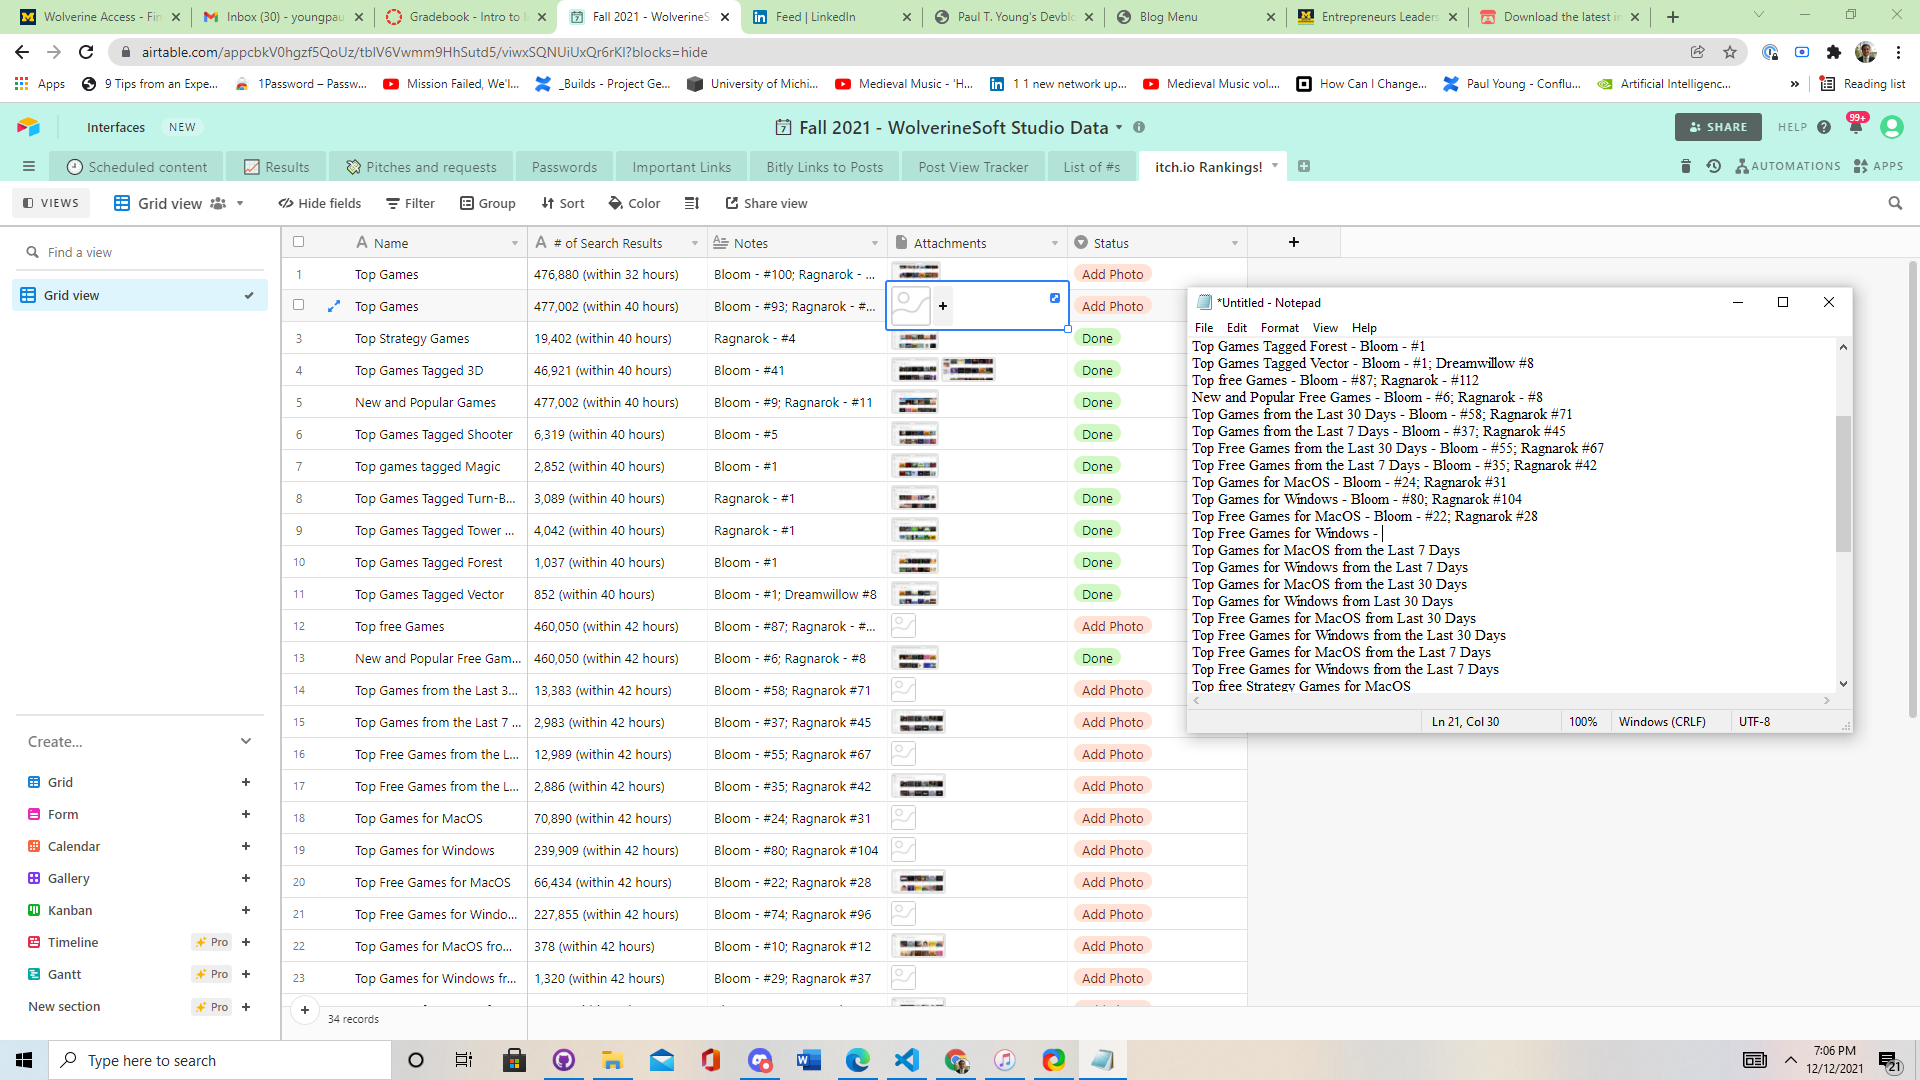 Wolverine Access - Fin
Inbox (30) - youngpau
Gradebook - Intro to I
Fall 2021 - WolverineS
Feed | LinkedIn
Paul T. Young's Devblo
Blog Menu
Entrepreneurs Leaders
Download the latest in
airtable.com/appcbkV0hgzf5QoUz/tblV6Vwmm9HhSutd5/viwxSQNUiUxQr6rKl?blocks=hide
Apps
9 Tips from an Expe...
1Password – Passw...
Mission Failed, We'l...
_Builds - Project Ge...
University of Michi...
Medieval Music - 'H...
1 1 new network up...
Medieval Music vol....
How Can I Change...
Paul Young - Conflu...
Artificial Intelligenc...
»
Reading list
Interfaces NEW
Fall 2021 - WolverineSoft Studio Data
SHARE
HELP
99+
Scheduled content
Results
Pitches and requests
Passwords
Important Links
Bitly Links to Posts
Post View Tracker
List of #s
itch.io Rankings!
AUTOMATIONS
APPS
VIEWS
Grid view
Hide fields
Filter
Group
Sort
Color
Share view
Find a view
Grid view
Create...
Grid
Form
Calendar
Gallery
Kanban
Timeline Pro
Gantt Pro
New section Pro
Name # of Search Results Notes Attachments Status
1 Top Games 476,880 (within 32 hours) Bloom - #100; Ragnarok - ... Add Photo
Top Games 477,002 (within 40 hours) Bloom - #93; Ragnarok - #... Add Photo
3 Top Strategy Games 19,402 (within 40 hours) Ragnarok - #4 Done
4 Top Games Tagged 3D 46,921 (within 40 hours) Bloom - #41 Done
5 New and Popular Games 477,002 (within 40 hours) Bloom - #9; Ragnarok - #11 Done
6 Top Games Tagged Shooter 6,319 (within 40 hours) Bloom - #5 Done
7 Top games tagged Magic 2,852 (within 40 hours) Bloom - #1 Done
8 Top Games Tagged Turn-B... 3,089 (within 40 hours) Ragnarok - #1 Done
9 Top Games Tagged Tower ... 4,042 (within 40 hours) Ragnarok - #1 Done
10 Top Games Tagged Forest 1,037 (within 40 hours) Bloom - #1 Done
11 Top Games Tagged Vector 852 (within 40 hours) Bloom - #1; Dreamwillow #8 Done
12 Top free Games 460,050 (within 42 hours) Bloom - #87; Ragnarok - #... Add Photo
13 New and Popular Free Gam... 460,050 (within 42 hours) Bloom - #6; Ragnarok - #8 Done
14 Top Games from the Last 3... 13,383 (within 42 hours) Bloom - #58; Ragnarok #71 Add Photo
15 Top Games from the Last 7 ... 2,983 (within 42 hours) Bloom - #37; Ragnarok #45 Add Photo
16 Top Free Games from the L... 12,989 (within 42 hours) Bloom - #55; Ragnarok #67 Add Photo
17 Top Free Games from the L... 2,886 (within 42 hours) Bloom - #35; Ragnarok #42 Add Photo
18 Top Games for MacOS 70,890 (within 42 hours) Bloom - #24; Ragnarok #31 Add Photo
19 Top Games for Windows 239,909 (within 42 hours) Bloom - #80; Ragnarok #104 Add Photo
20 Top Free Games for MacOS 66,434 (within 42 hours) Bloom - #22; Ragnarok #28 Add Photo
21 Top Free Games for Windo... 227,855 (within 42 hours) Bloom - #74; Ragnarok #96 Add Photo
22 Top Games for MacOS fro... 378 (within 42 hours) Bloom - #10; Ragnarok #12 Add Photo
23 Top Games for Windows fr... 1,320 (within 42 hours) Bloom - #29; Ragnarok #37 Add Photo
34 records
*Untitled - Notepad
File Edit Format View Help
Top Games Tagged Forest - Bloom - #1
Top Games Tagged Vector - Bloom - #1; Dreamwillow #8
Top free Games - Bloom - #87; Ragnarok - #112
New and Popular Free Games - Bloom - #6; Ragnarok - #8
Top Games from the Last 30 Days - Bloom - #58; Ragnarok #71
Top Games from the Last 7 Days - Bloom - #37; Ragnarok #45
Top Free Games from the Last 30 Days - Bloom - #55; Ragnarok #67
Top Free Games from the Last 7 Days - Bloom - #35; Ragnarok #42
Top Games for MacOS - Bloom - #24; Ragnarok #31
Top Games for Windows - Bloom - #80; Ragnarok #104
Top Free Games for MacOS - Bloom - #22; Ragnarok #28
Top Free Games for Windows -
Top Games for MacOS from the Last 7 Days
Top Games for Windows from the Last 7 Days
Top Games for MacOS from the Last 30 Days
Top Games for Windows from Last 30 Days
Top Free Games for MacOS from Last 30 Days
Top Free Games for Windows from the Last 30 Days
Top Free Games for MacOS from the Last 7 Days
Top Free Games for Windows from the Last 7 Days
Top free Strategy Games for MacOS
Ln 21, Col 30 100% Windows (CRLF) UTF-8
Type here to search
7:06 PM
12/12/2021
21